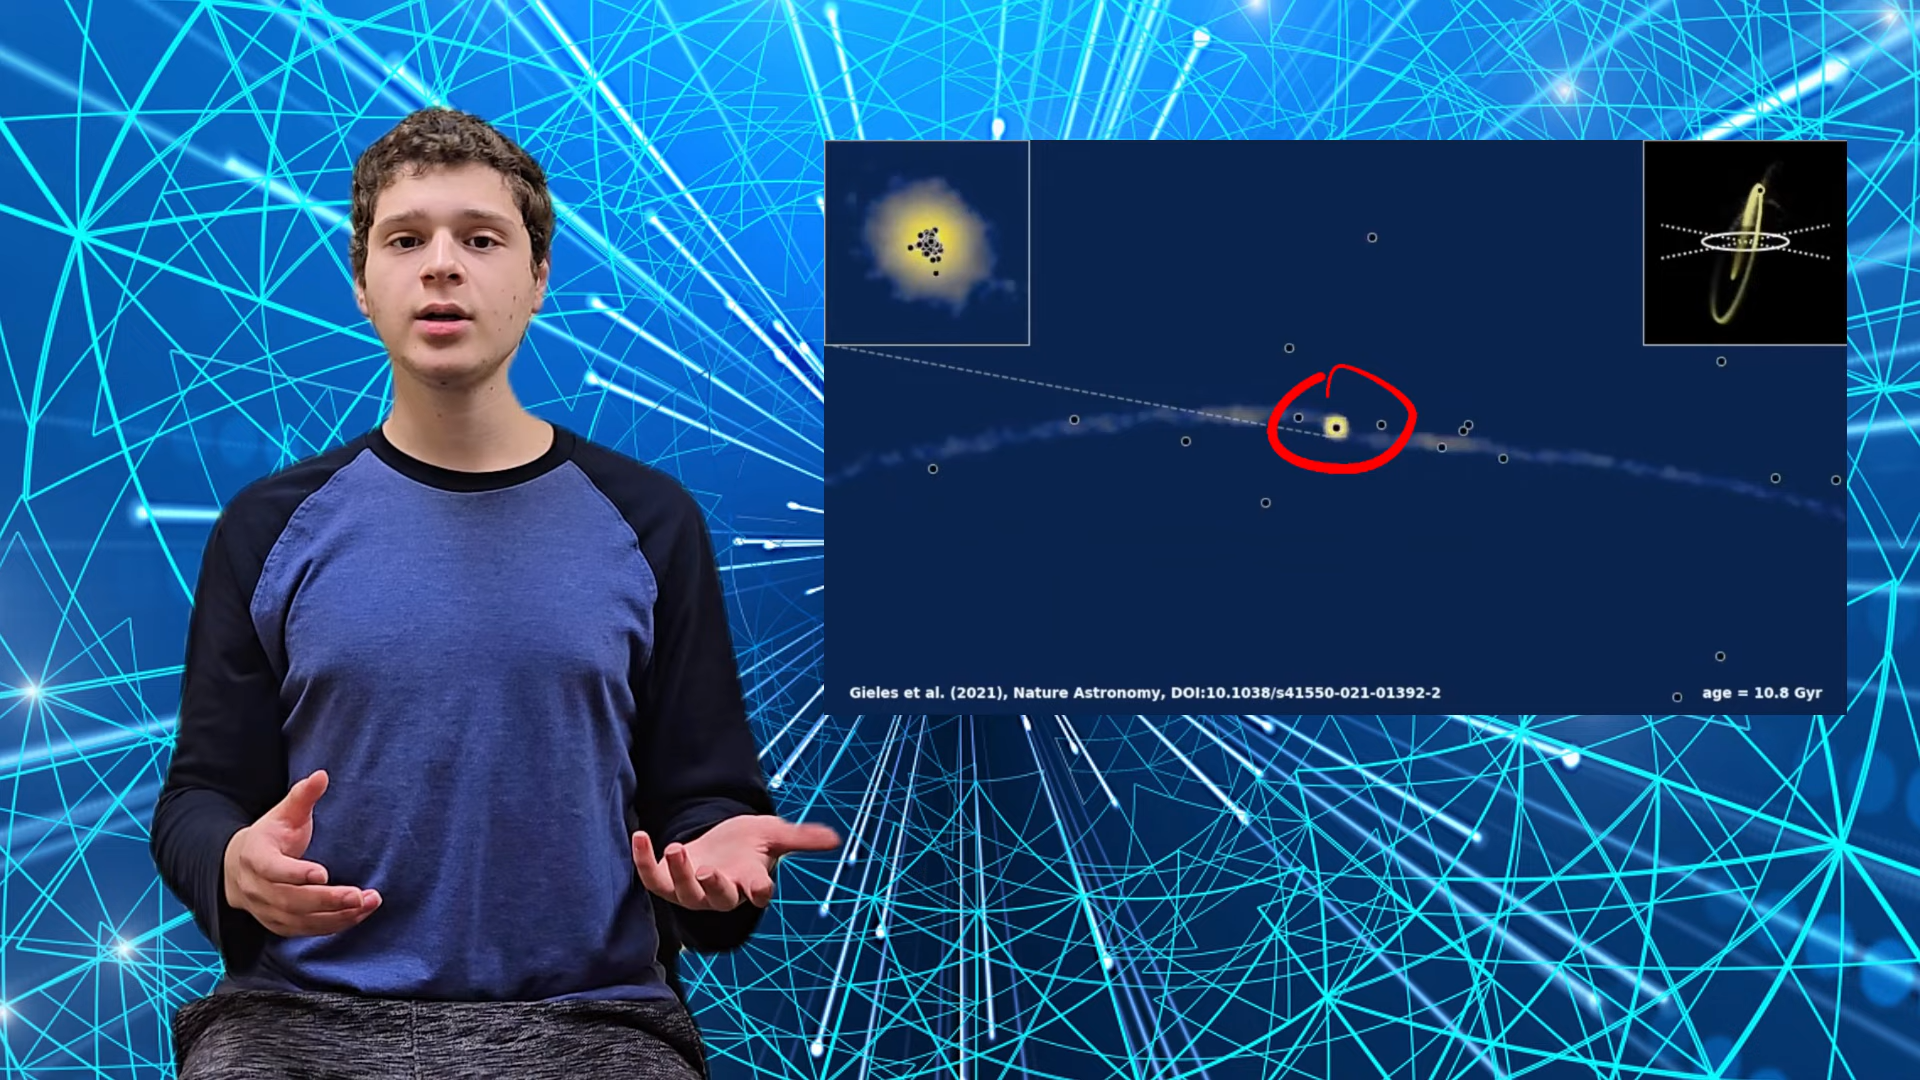 Gieles et al. (2021), Nature Astronomy, DOI:10.1038/s41550-021-01392-2
age = 10.8 Gyr